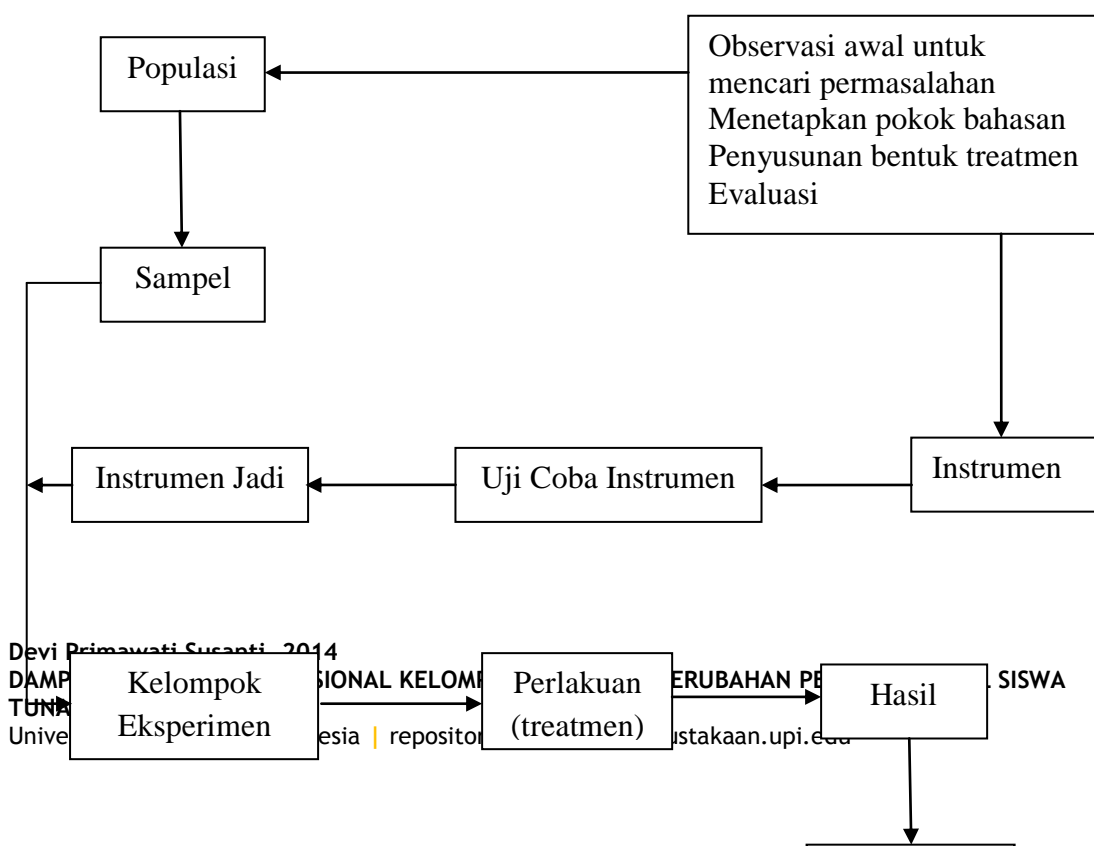 Populasi
Observasi awal untuk
mencari permasalahan
Menetapkan pokok bahasan
Penyusunan bentuk treatmen
Evaluasi
Sampel
Instrumen Jadi
Uji Coba Instrumen
Instrumen
Devi Primawati Susanti, 2014
SISWA
Kelompok
Eksperimen
Perlakuan
(treatmen)
Hasil
|